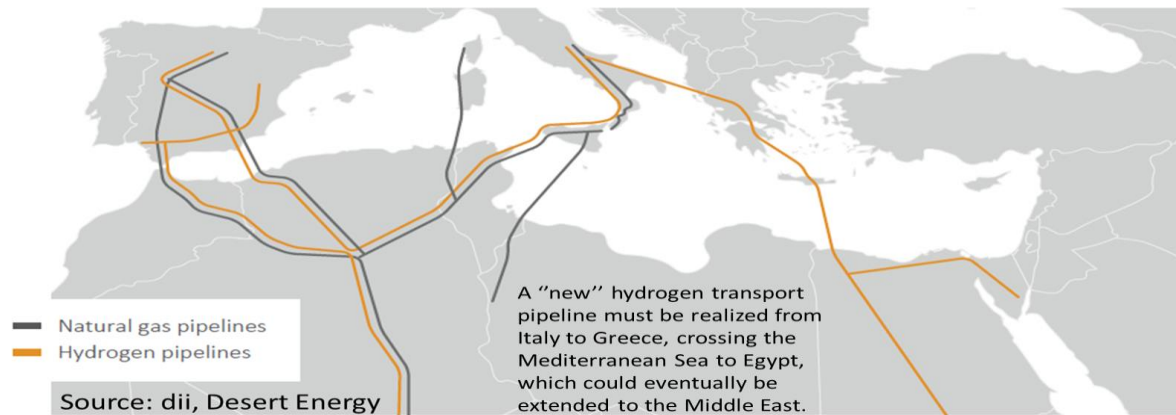 A “new” hydrogen transport
pipeline must be realized from
Italy to Greece, crossing the
Mediterranean Sea to Egypt,
which could eventually be
extended to the Middle East.
Natural gas pipelines
Hydrogen pipelines
Source: dii, Desert Energy